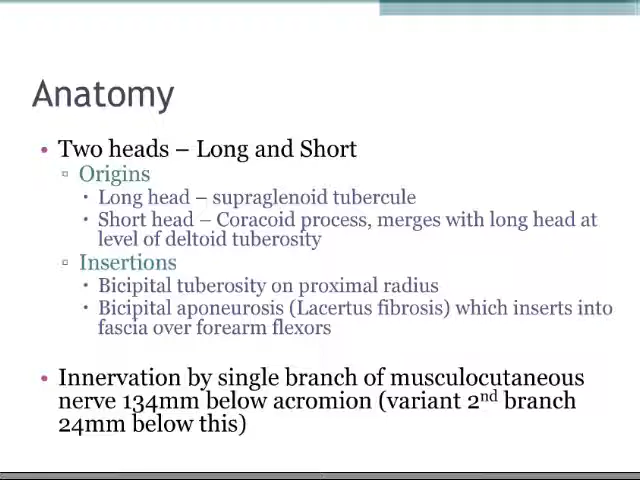 Anatomy
• Two heads – Long and Short
▫ Origins
▪ Long head – supraglenoid tubercule
▪ Short head – Coracoid process, merges with long head at
level of deltoid tuberosity
▫ Insertions
▪ Bicipital tuberosity on proximal radius
▪ Bicipital aponeurosis (Lacertus fibrosis) which inserts into
fascia over forearm flexors
• Innervation by single branch of musculocutaneous
nerve 134mm below acromion (variant 2nd branch
24mm below this)